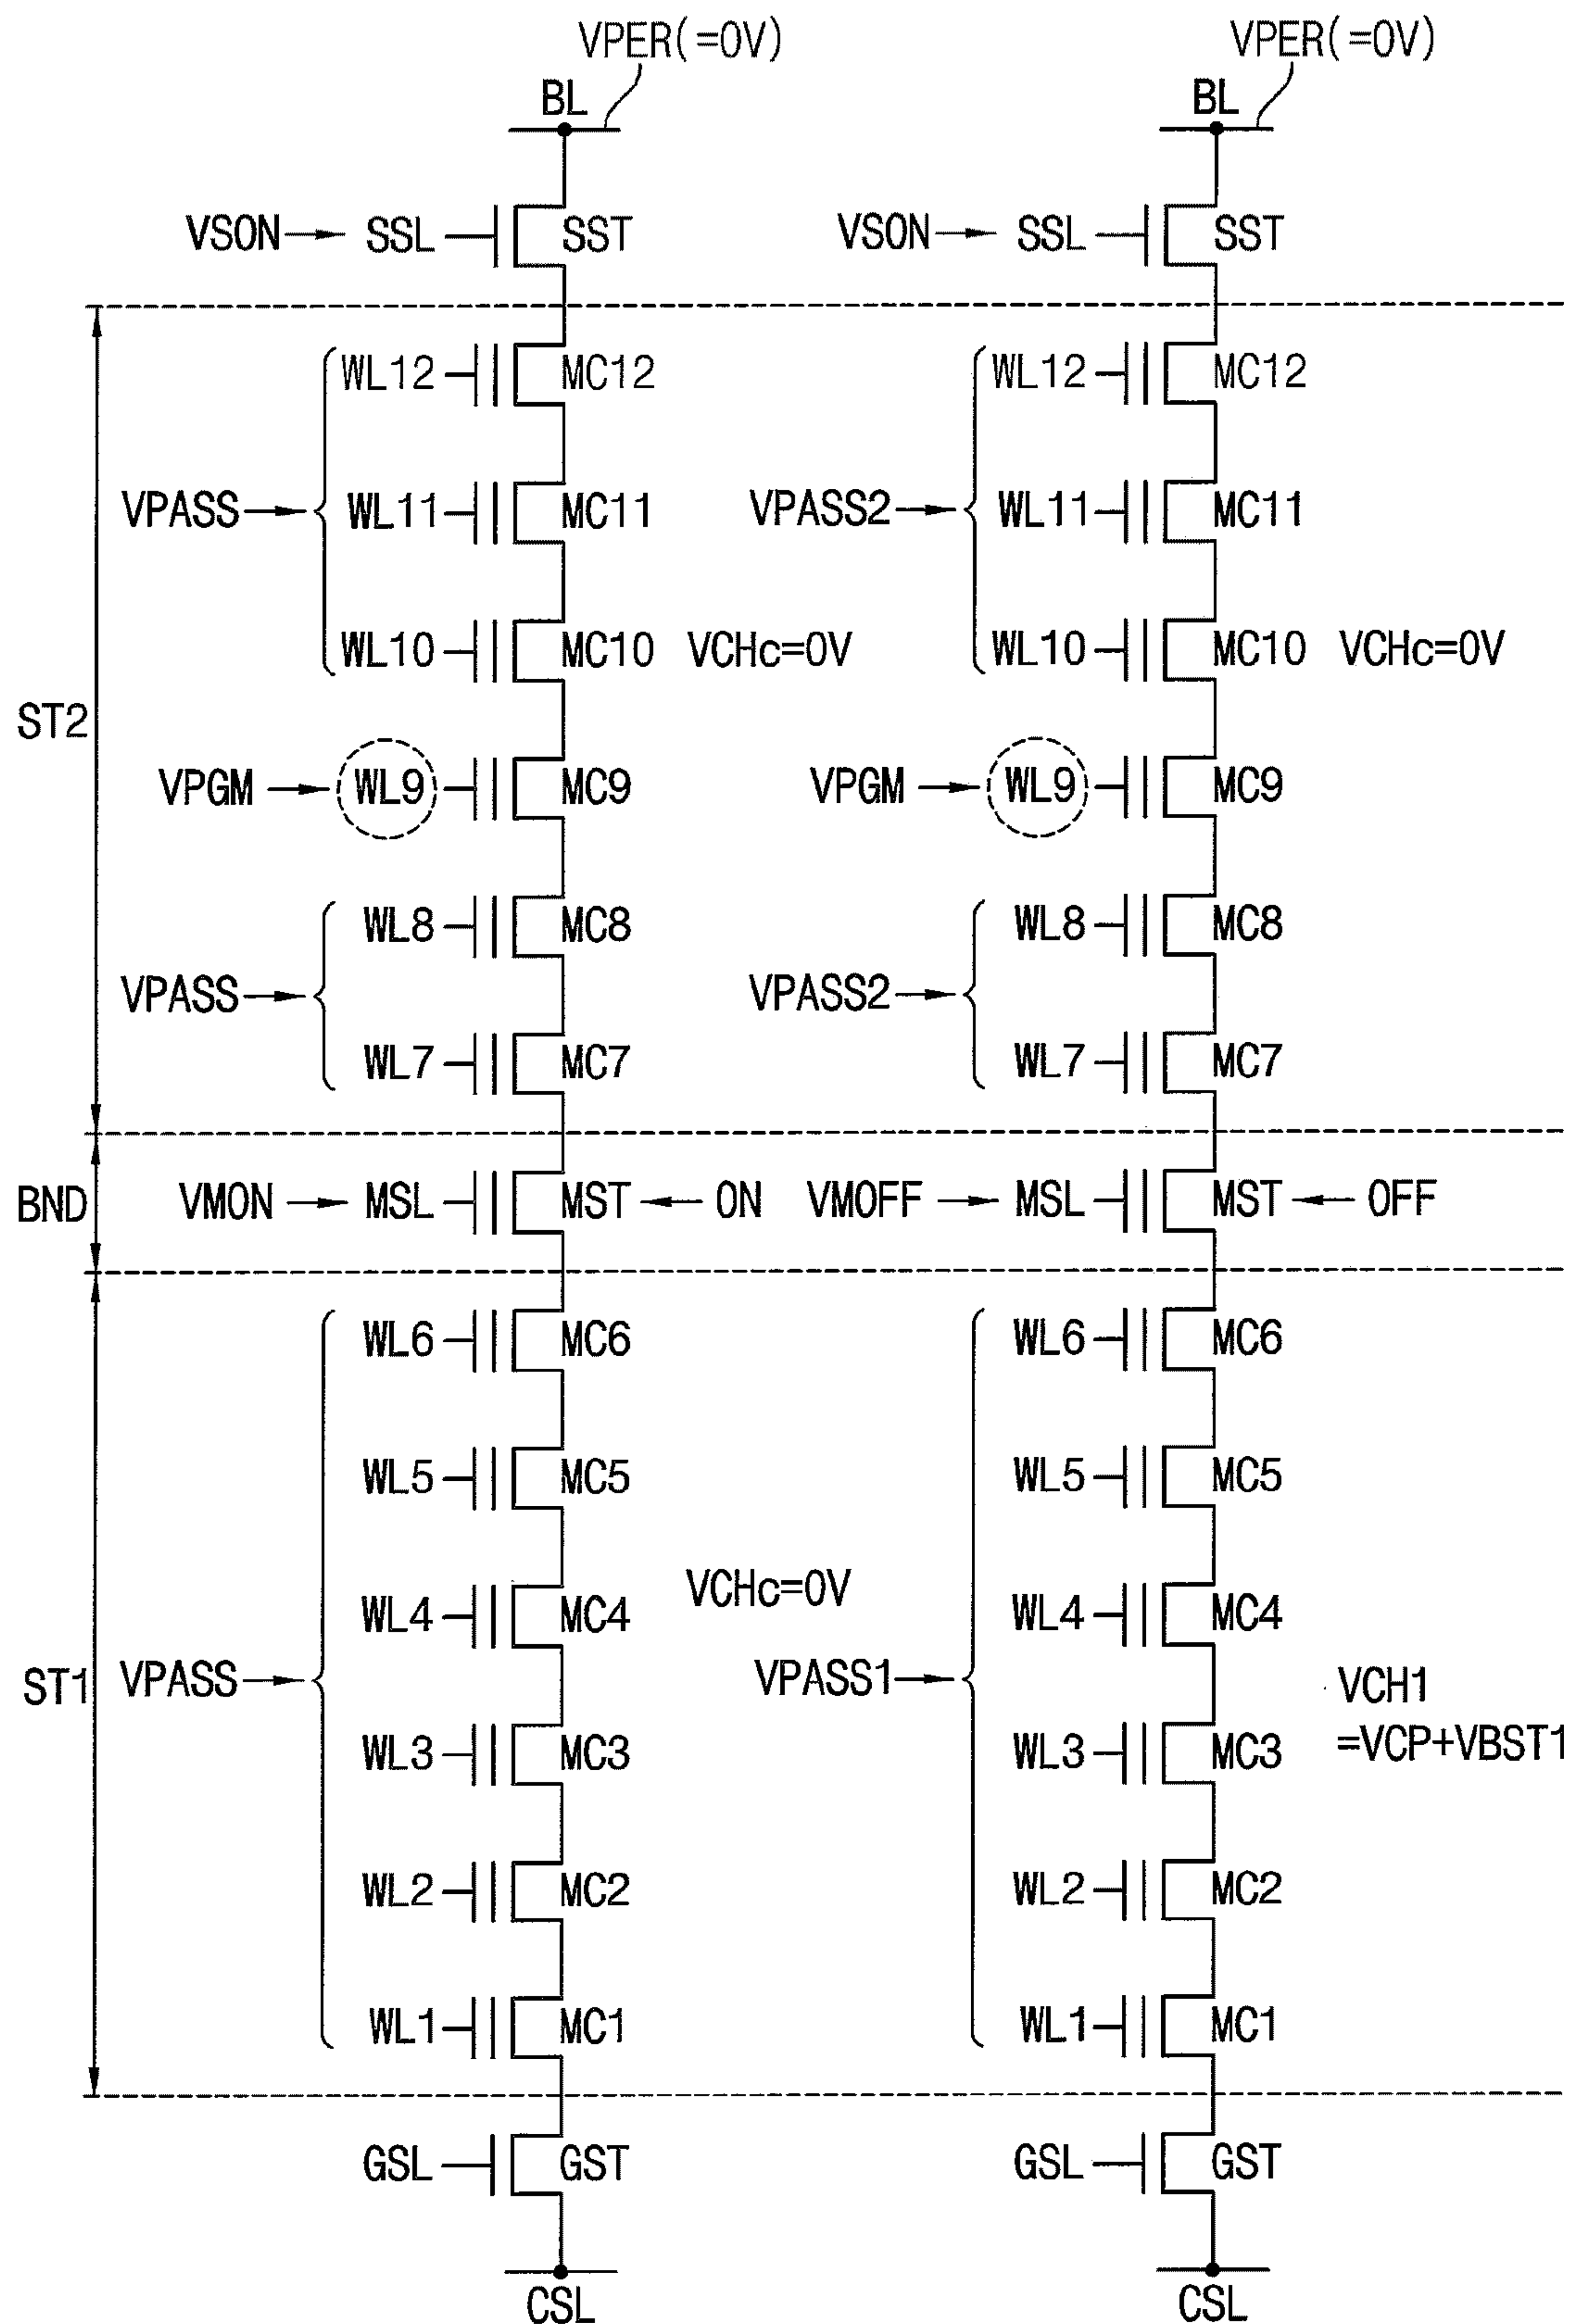 VPER(=0V) VPER(=0V)
BL BL
VSON SSL SST VSON SSL SST
WL12 MC12 WL12 MC12
VPASS WL11 MC11 VPASS2 WL11 MC11
WL10 MC10 VCHc=0V WL10 MC10 VCHc=0V
ST2
VPGM WL9 MC9 VPGM WL9 MC9
WL8 MC8 WL8 MC8
VPASS VPASS2
WL7 MC7 WL7 MC7
BND VMON MSL MST ON VMOFF MSL MST OFF
WL6 MC6 WL6 MC6
WL5 MC5 WL5 MC5
VCHc=0V
WL4 MC4 WL4 MC4
ST1 VPASS VPASS1 VCH1
=VCP+VBST1
WL3 MC3 WL3 MC3
WL2 MC2 WL2 MC2
WL1 MC1 WL1 MC1
GSL GST GSL GST
CSL CSL